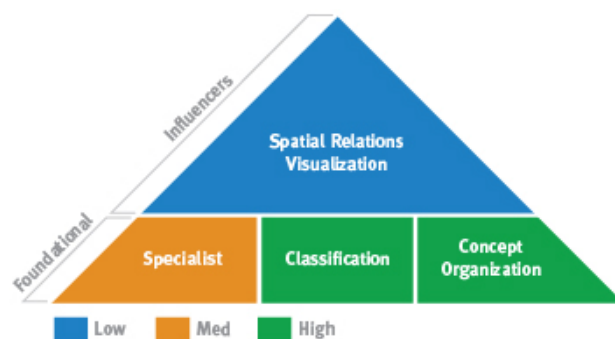 Influencers
Spatial Relations
Visualization
Foundational
Specialist
Classification
Concept
Organization
Low
Med
High